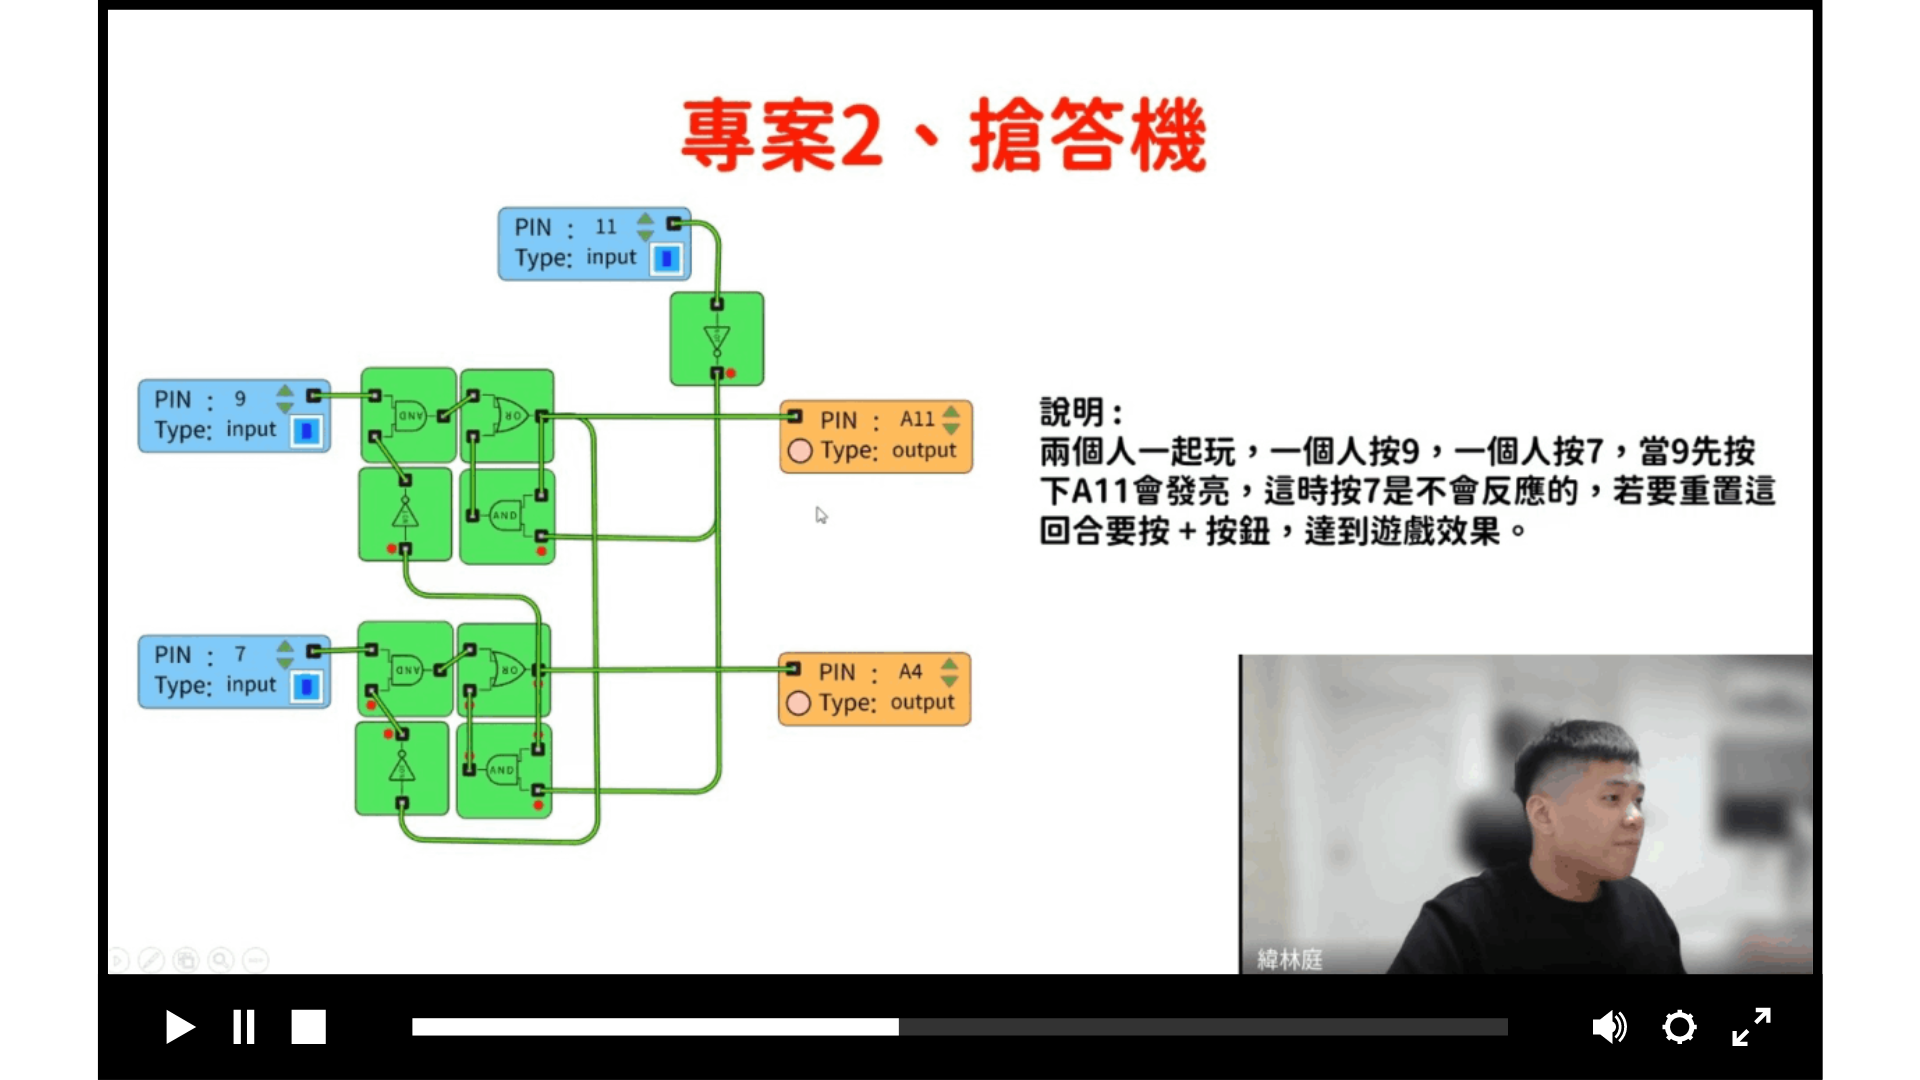 專案2、搶答機
PIN : 11
Type: input
PIN : 9
Type: input
AND
OR
PIN : A11
Type: output
說明:
兩個人一起玩，一個人按9，一個人按7，當9先按
下A11會發亮，這時按7是不會反應的，若要重置這
回合要按+按鈕，達到遊戲效果。
AND
PIN : 7
Type: input
AND
OR
PIN : A4
Type: output
AND
緯林庭